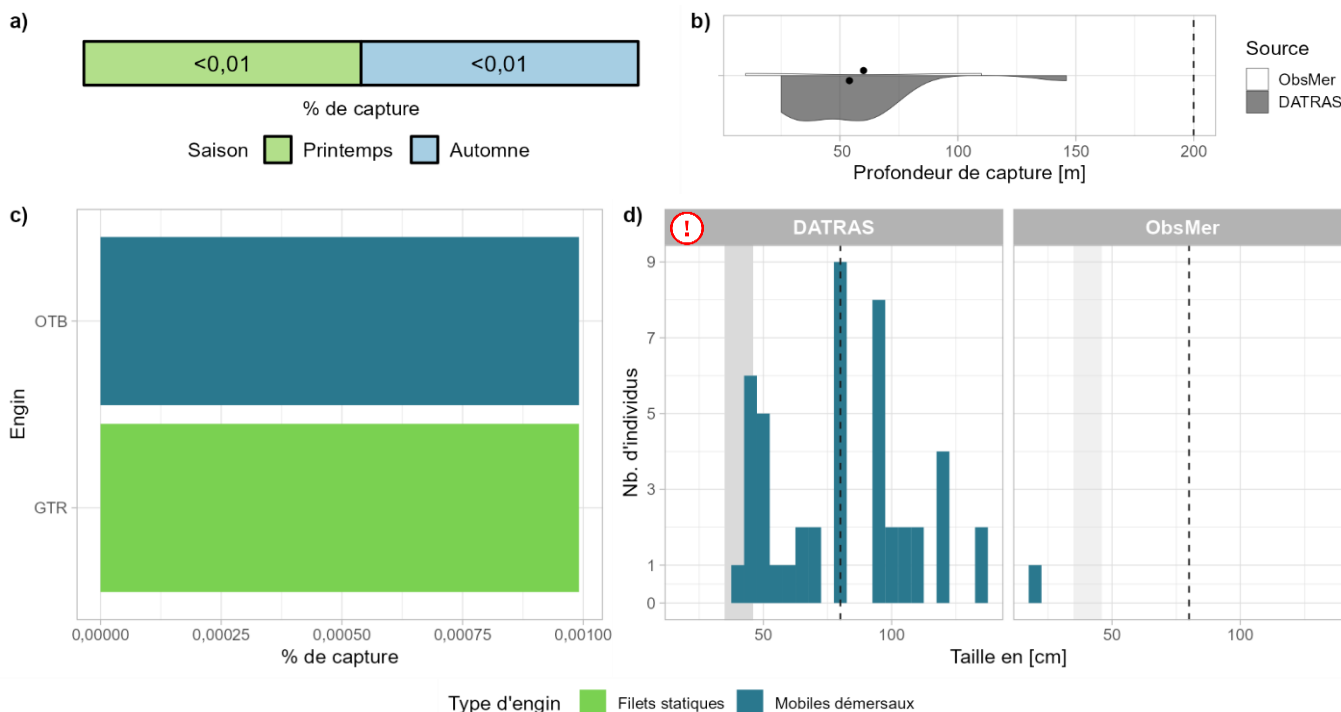 a)
<0,01 <0,01
% de capture
Saison Printemps Automne
b)
50 100 150 200
Profondeur de capture [m]
Source
ObsMer
DATRAS
c)
Engin
OTB
GTR
0,00000 0,00025 0,00050 0,00075 0,00100
% de capture
d)
! DATRAS ObsMer
Nb. d'individus
9
7
5
3
1
0
50 100 50 100
Taille en [cm]
Type d'engin Filets statiques Mobiles démersaux